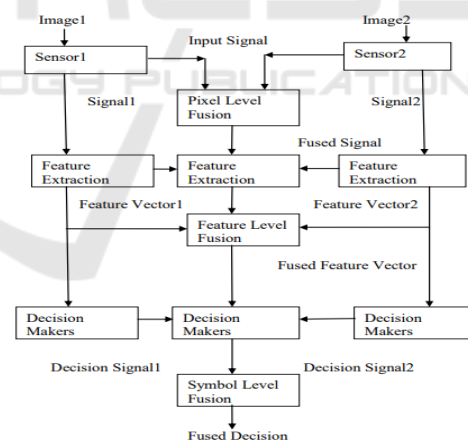 Image1
Image2
Sensor1
Input Signal
Sensor2
Signal1
Pixel Level
Fusion
Signal2
Fused Signal
Feature
Extraction
Feature
Extraction
Feature
Extraction
Feature Vector1
Feature Vector2
Feature Level
Fusion
Fused Feature Vector
Decision
Makers
Decision
Makers
Decision
Makers
Decision Signal1
Decision Signal2
Symbol Level
Fusion
Fused Decision